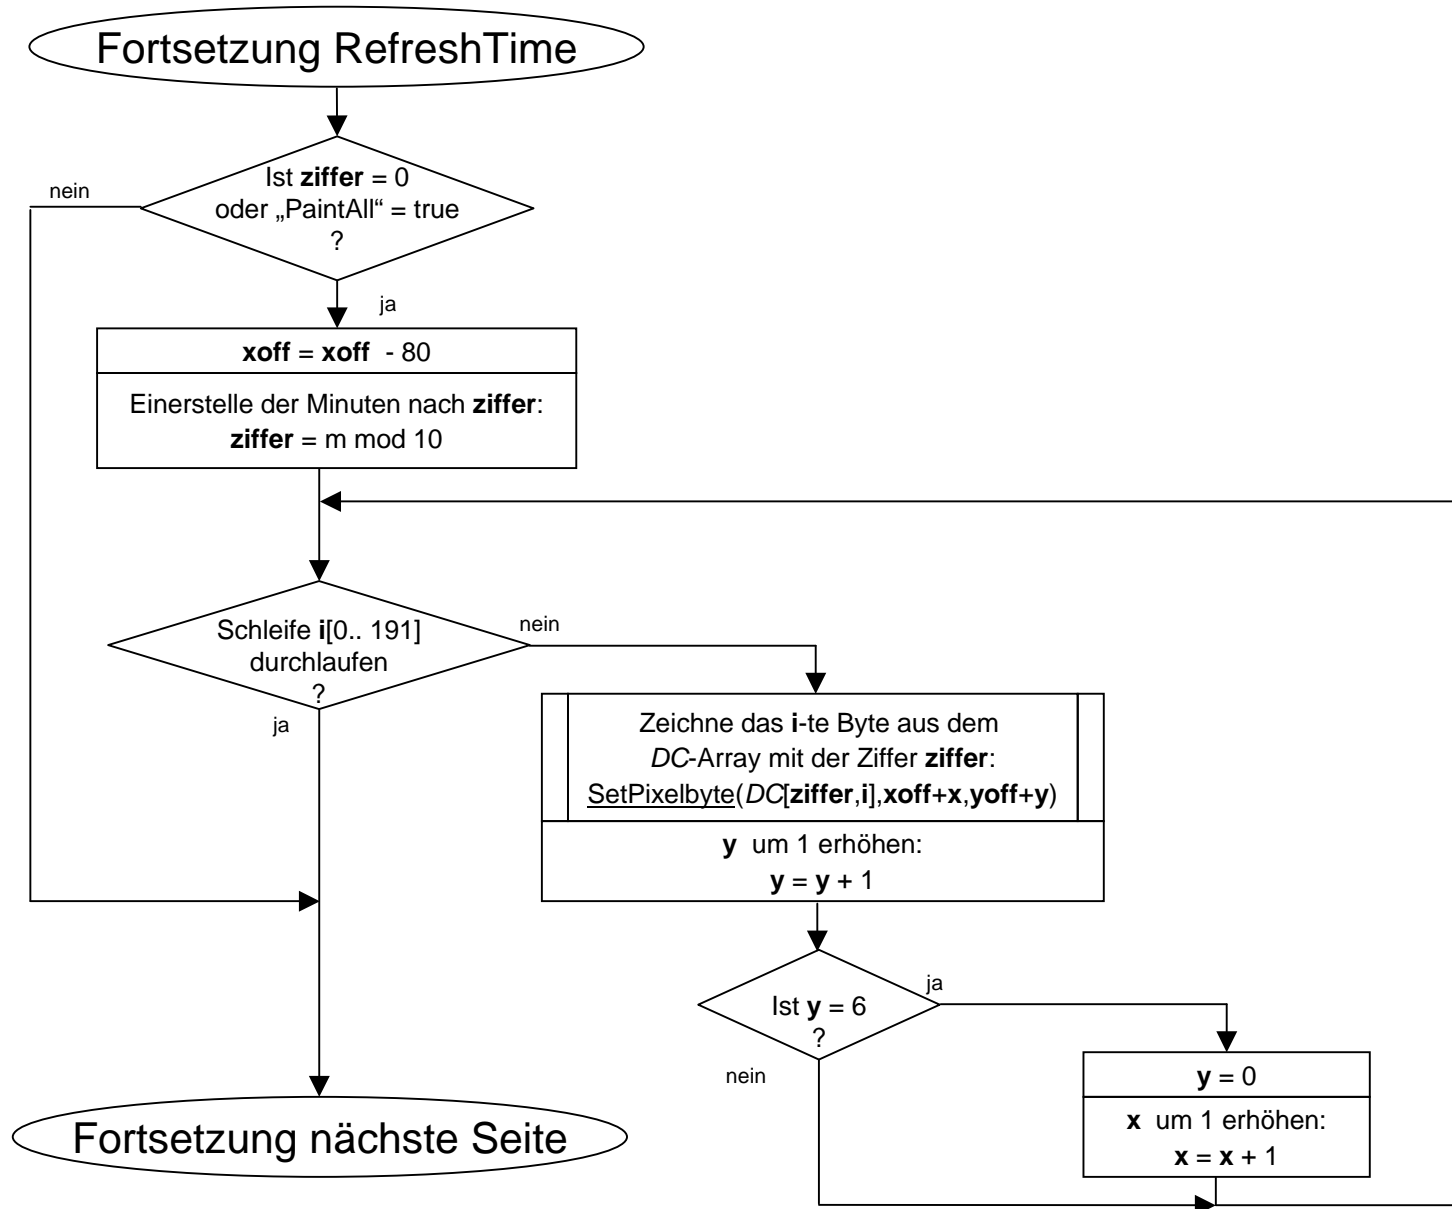 Fortsetzung RefreshTime
nein
Ist ziffer = 0
oder „PaintAll“ = true
?
ja
xoff = xoff - 80
Einerstelle der Minuten nach ziffer:
ziffer = m mod 10
Schleife i[0.. 191]
durchlaufen
?
nein
ja
Zeichne das i-te Byte aus dem
DC-Array mit der Ziffer ziffer:
SetPixelbyte(DC[ziffer,i],xoff+x,yoff+y)
y um 1 erhöhen:
y = y + 1
Ist y = 6
?
ja
nein
y = 0
x um 1 erhöhen:
x = x + 1
Fortsetzung nächste Seite